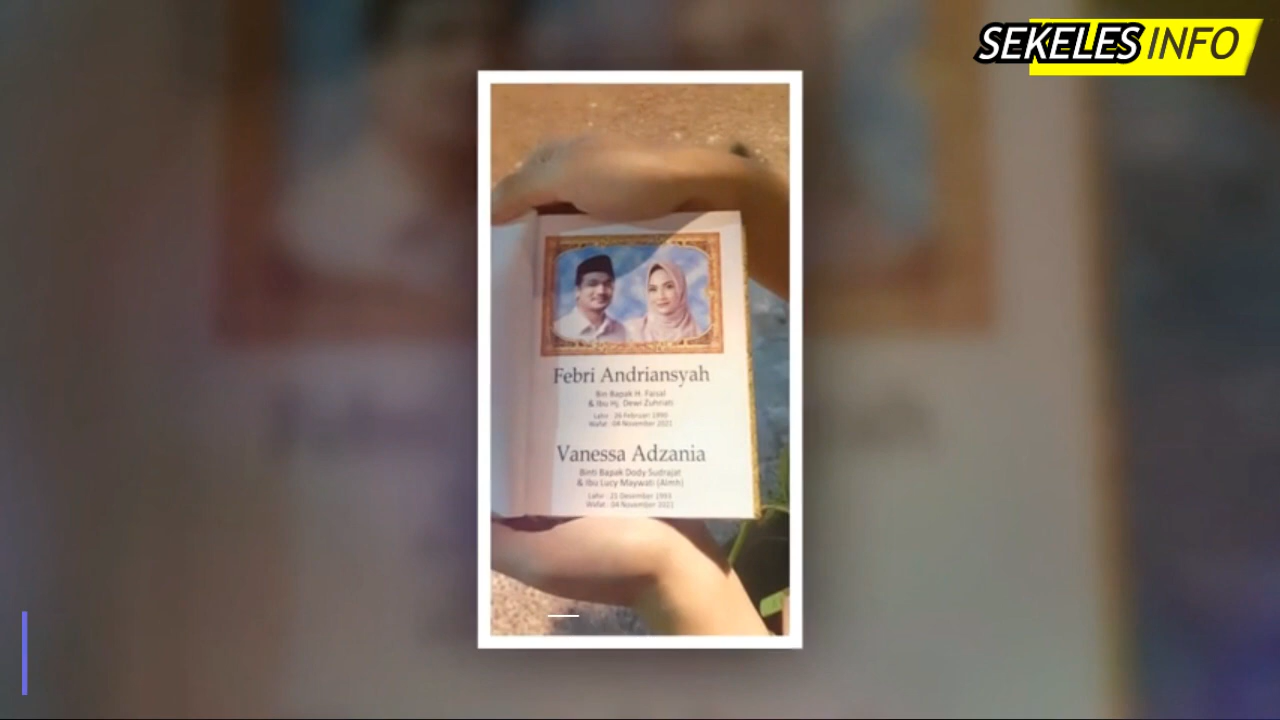 SEKELES INFO
Febri Andriansyah
Bin Bapak H. Faisal
& Ibu Hj. Dewi Zuhriati
Lahir : 26 Februari 1990
Wafat : 04 November 2021
Vanessa Adzania
Binti Bapak Dody Sudrajat
& Ibu Lucy Maywati (Almh)
Lahir : 21 Desember 1993
Wafat : 04 November 2021